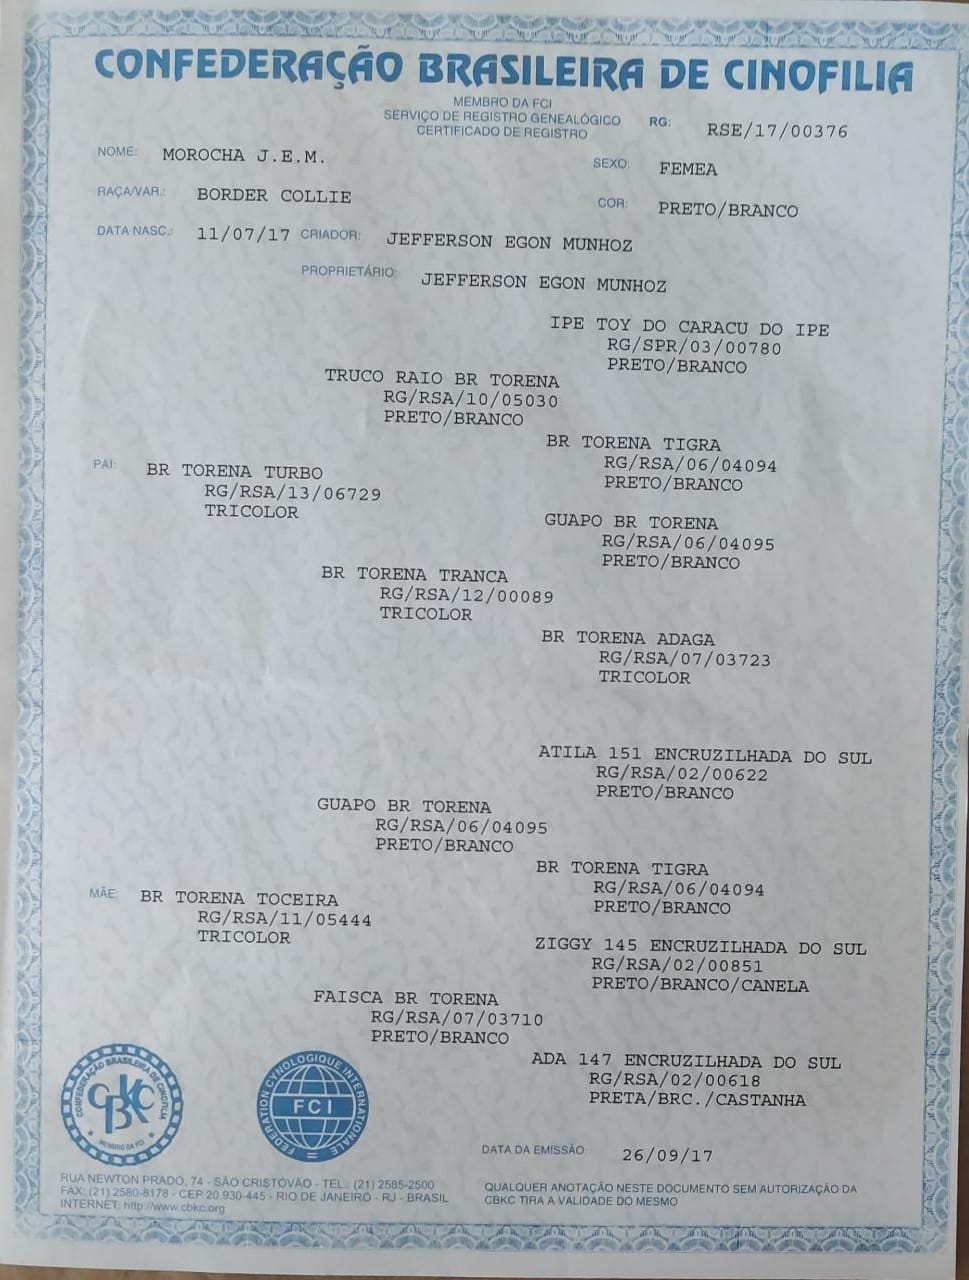 CONFEDERAÇÃO BRASILEIRA DE CINOFILIA
MEMBRO DA FCI
SERVIÇO DE REGISTRO GENEALÓGICO
CERTIFICADO DE REGISTRO
RG: RSE/17/00376
NOME: MOROCHA J.E.M.
SEXO: FEMEA
RAÇA/VAR.: BORDER COLLIE
COR: PRETO/BRANCO
DATA NASC.: 11/07/17 CRIADOR: JEFFERSON EGON MUNHOZ
PROPRIETÁRIO: JEFFERSON EGON MUNHOZ
IPE TOY DO CARACU DO IPE
RG/SPR/03/00780
PRETO/BRANCO
TRUCO RAIO BR TORENA
RG/RSA/10/05030
PRETO/BRANCO
BR TORENA TIGRA
RG/RSA/06/04094
PRETO/BRANCO
PAI: BR TORENA TURBO
RG/RSA/13/06729
TRICOLOR
GUAPO BR TORENA
RG/RSA/06/04095
PRETO/BRANCO
BR TORENA TRANCA
RG/RSA/12/00089
TRICOLOR
BR TORENA ADAGA
RG/RSA/07/03723
TRICOLOR
ATILA 151 ENCRUZILHADA DO SUL
RG/RSA/02/00622
PRETO/BRANCO
GUAPO BR TORENA
RG/RSA/06/04095
PRETO/BRANCO
BR TORENA TIGRA
RG/RSA/06/04094
PRETO/BRANCO
MÃE: BR TORENA TOCEIRA
RG/RSA/11/05444
TRICOLOR
ZIGGY 145 ENCRUZILHADA DO SUL
RG/RSA/02/00851
PRETO/BRANCO/CANELA
FAISCA BR TORENA
RG/RSA/07/03710
PRETO/BRANCO
ADA 147 ENCRUZILHADA DO SUL
RG/RSA/02/00618
PRETA/BRC./CASTANHA
CONFEDERAÇÃO BRASILEIRA DE CINOFILIA
CBKC
MEMBRO DA FCI
FEDERATION CYNOLOGIQUE INTERNATIONALE
FCI
DATA DA EMISSÃO: 26/09/17
RUA NEWTON PRADO, 74 - SÃO CRISTÓVÃO - TEL.: (21) 2585-2500
FAX: (21) 2580-8178 - CEP 20.930-445 - RIO DE JANEIRO - RJ - BRASIL
INTERNET: http://www.cbkc.org
QUALQUER ANOTAÇÃO NESTE DOCUMENTO SEM AUTORIZAÇÃO DA
CBKC TIRA A VALIDADE DO MESMO